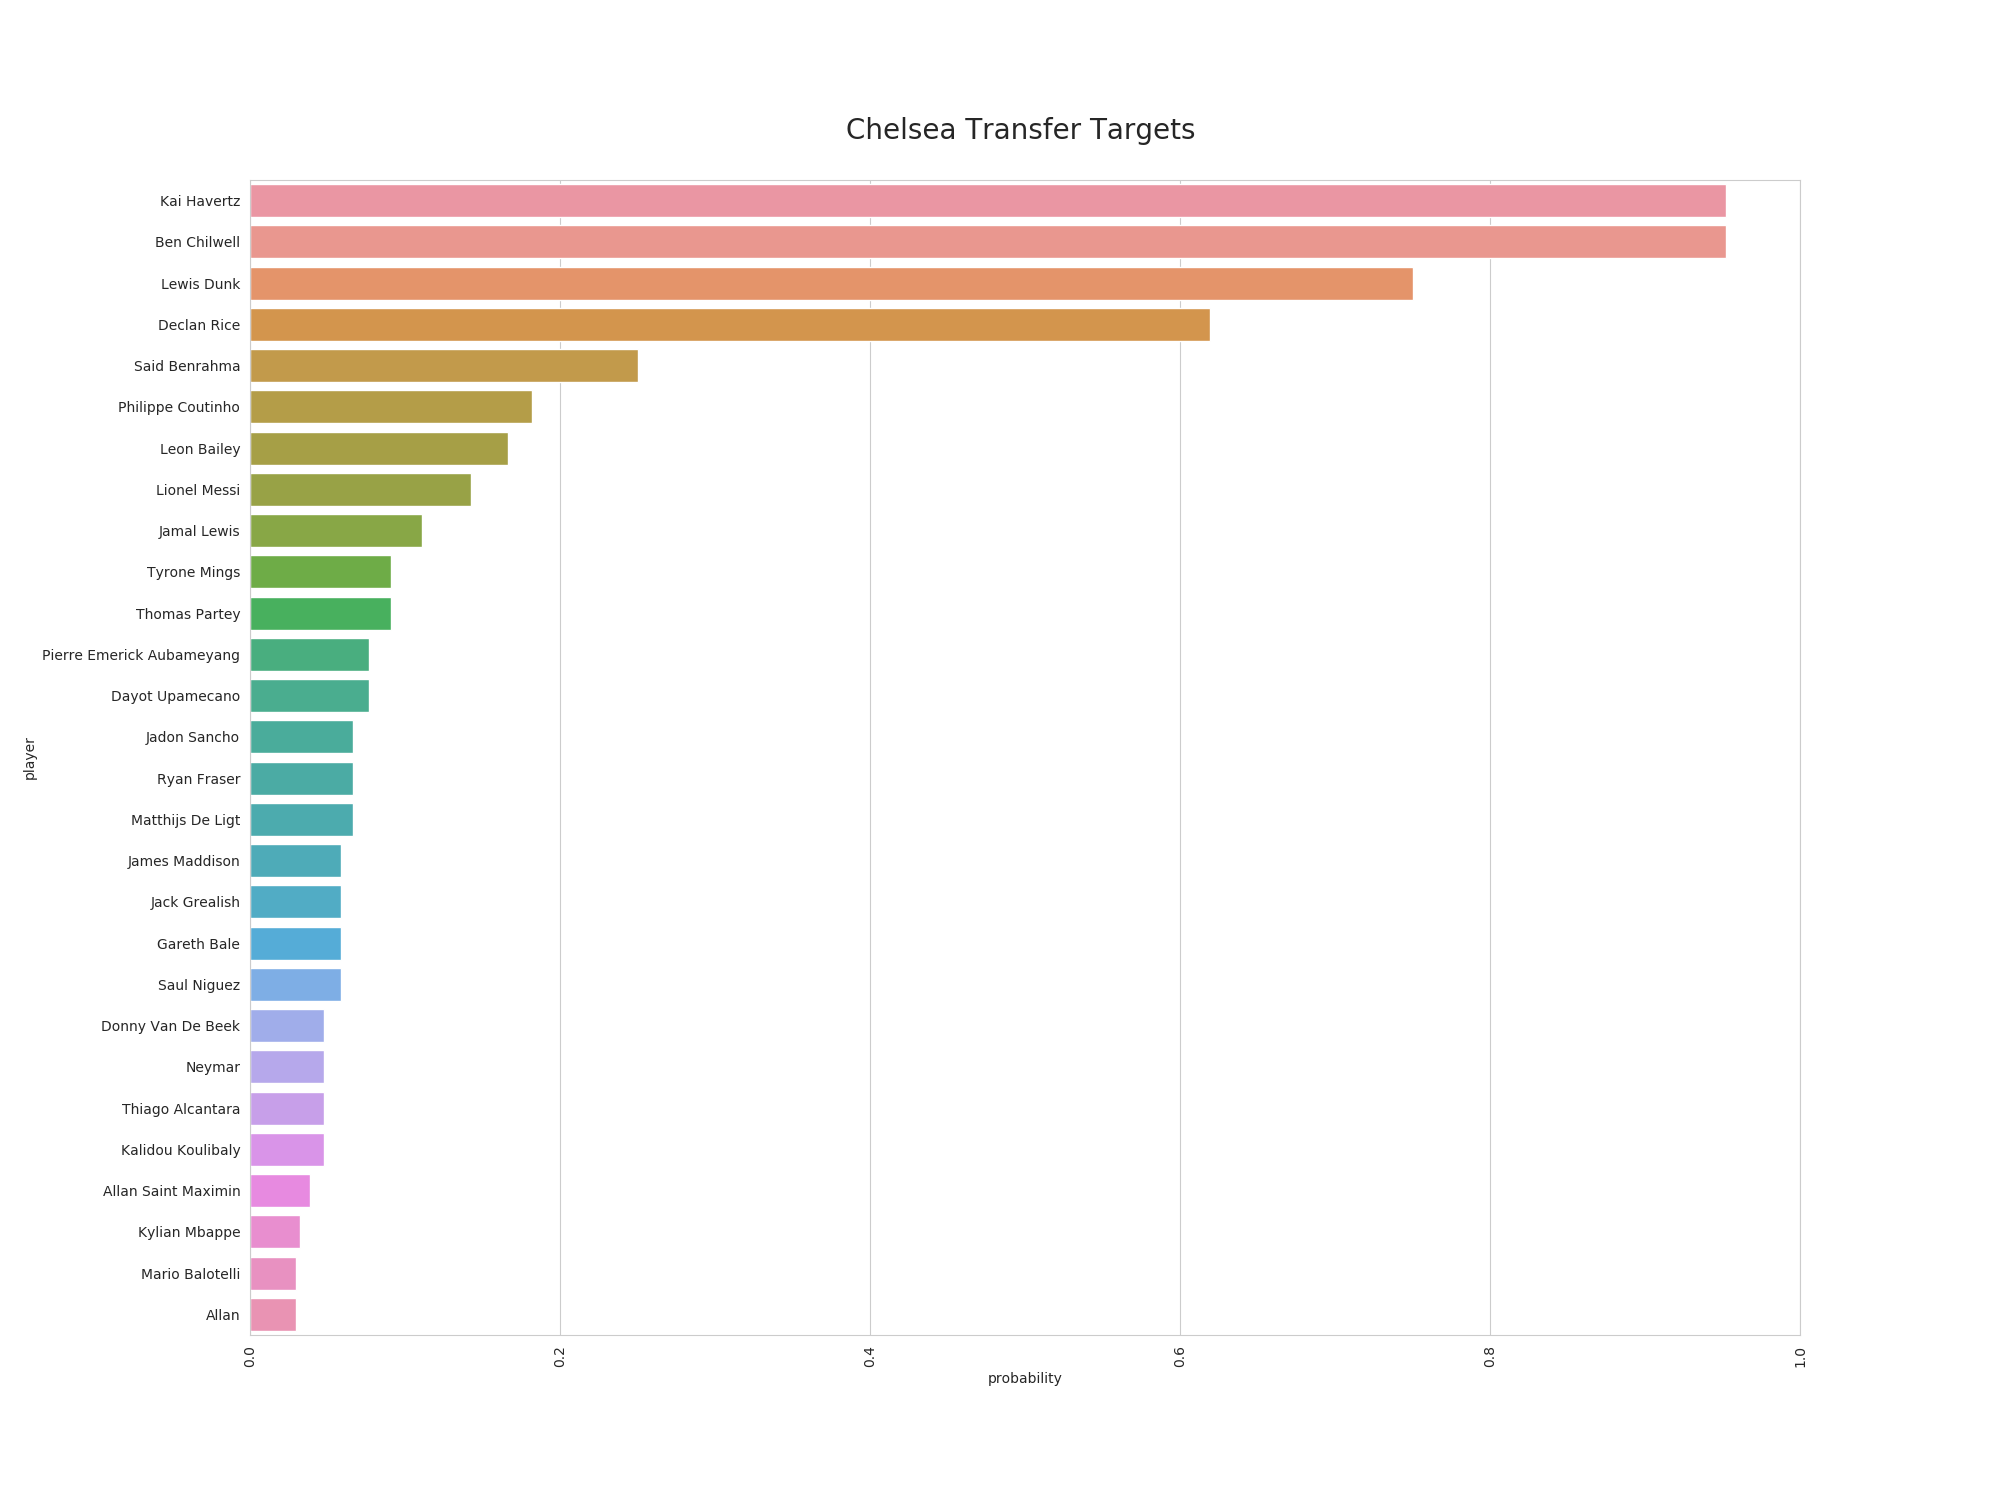 Chelsea Transfer Targets
Kai Havertz
Ben Chilwell
Lewis Dunk
Declan Rice
Said Benrahma
Philippe Coutinho
Leon Bailey
Lionel Messi
Jamal Lewis
Tyrone Mings
Thomas Partey
Pierre Emerick Aubameyang
Dayot Upamecano
Jadon Sancho
Ryan Fraser
Matthijs De Ligt
James Maddison
Jack Grealish
Gareth Bale
Saul Niguez
Donny Van De Beek
Neymar
Thiago Alcantara
Kalidou Koulibaly
Allan Saint Maximin
Kylian Mbappe
Mario Balotelli
Allan
player
0.0 0.2 0.4 0.6 0.8 1.0
probability